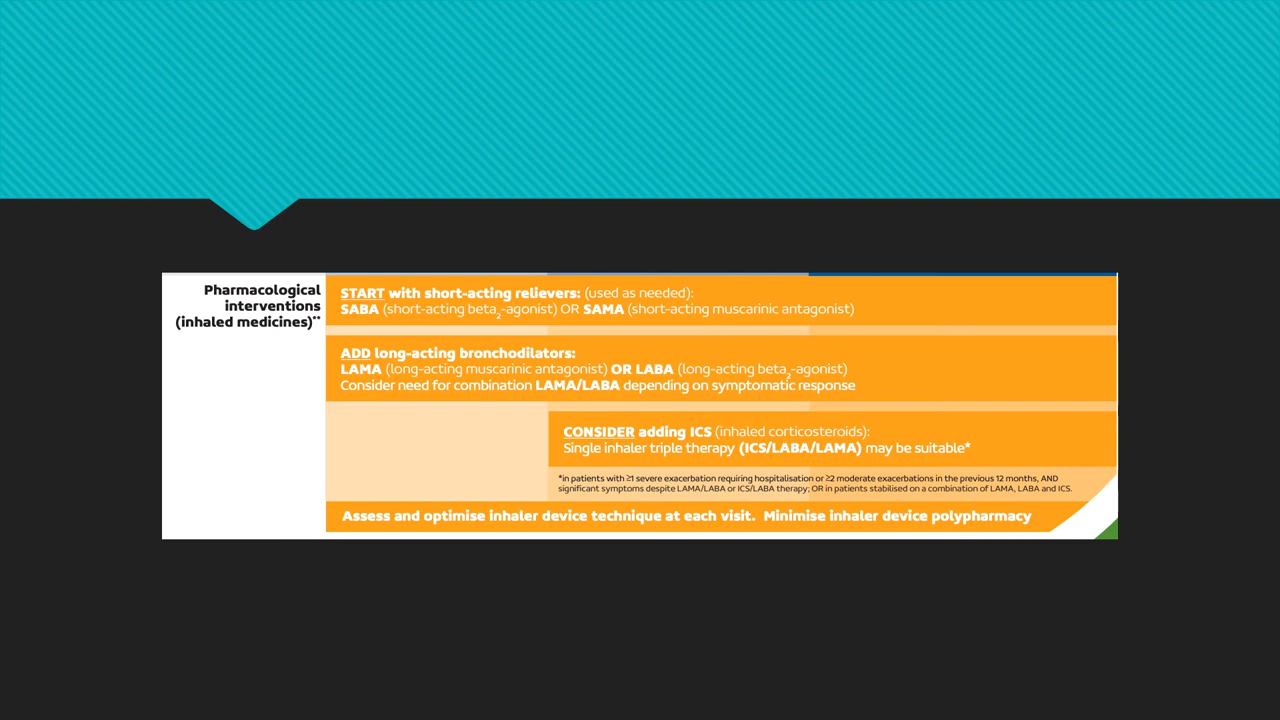 Pharmacological
interventions
(inhaled medicines)**
START with short-acting relievers: (used as needed):
SABA (short-acting beta2-agonist) OR SAMA (short-acting muscarinic antagonist)
ADD long-acting bronchodilators:
LAMA (long-acting muscarinic antagonist) OR LABA (long-acting beta2-agonist)
Consider need for combination LAMA/LABA depending on symptomatic response
CONSIDER adding ICS (inhaled corticosteroids):
Single inhaler triple therapy (ICS/LABA/LAMA) may be suitable*
*in patients with ≥1 severe exacerbation requiring hospitalisation or ≥2 moderate exacerbations in the previous 12 months, AND
significant symptoms despite LAMA/LABA or ICS/LABA therapy; OR in patients stabilised on a combination of LAMA, LABA and ICS.
Assess and optimise inhaler device technique at each visit. Minimise inhaler device polypharmacy